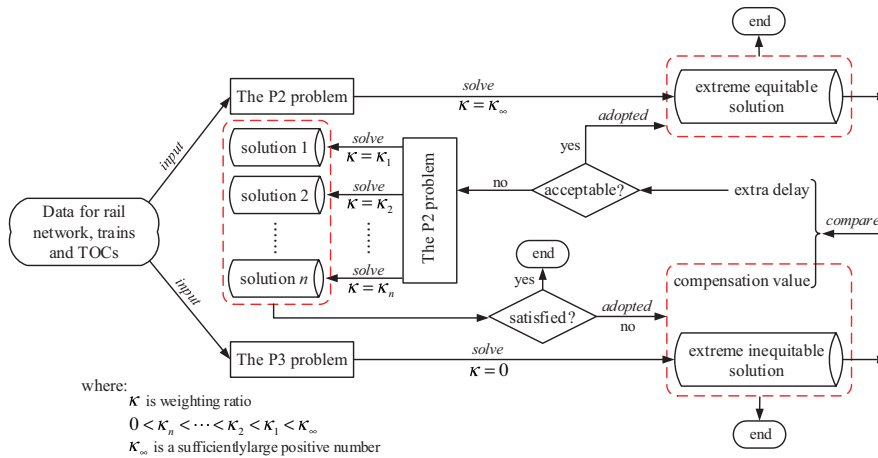 end
The P2 problem
solve
κ = κ∞
extreme equitable
solution
input
adopted
yes
solution 1
solve
κ = κ1
solution 2
solve
κ = κ2
......
......
solution n
solve
κ = κn
The P2 problem
no
acceptable?
extra delay
compare
Data for rail
network, trains
and TOCs
end
yes
compensation value
satisfied?
adopted
no
input
The P3 problem
solve
κ = 0
extreme inequitable
solution
end
where:
κ is weighting ratio
0 < κn < ⋯ < κ2 < κ1 < κ∞
κ∞ is a sufficientlylarge positive number